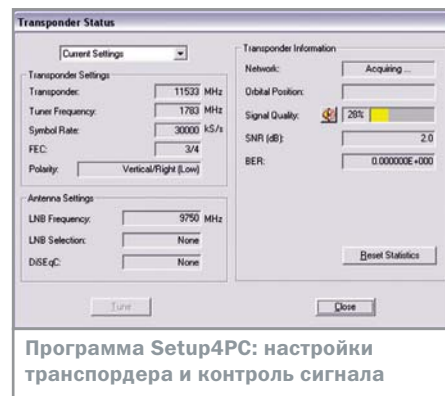 Transponder Status
Current Settings
Transponder Settings
Transponder: 11533 MHz
Tuner Frequency: 1783 MHz
Symbol Rate: 30000 kS/s
FEC: 3/4
Polarity: Vertical/Right (Low)
Antenna Settings
LNB Frequency: 9750 MHz
LNB Selection: None
DiSEqC: None
Tune
Transponder Information
Network: Acquiring ...
Orbital Position:
Signal Quality: 28%
SNR (dB): 2.0
BER: 0.000000E+000
Reset Statistics
Close
Программа Setup4PC: настройки
транспордера и контроль сигнала